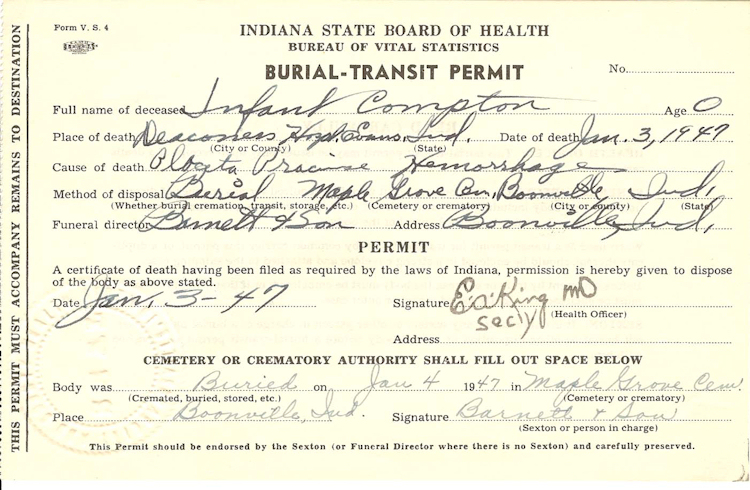 Form V. S. 4
INDIANA STATE BOARD OF HEALTH
BUREAU OF VITAL STATISTICS
BURIAL-TRANSIT PERMIT
No.
Full name of deceased Infant Compton Age 0
Place of death Deaconess Hopt. Evans. Ind. Date of death Jan. 3, 1947
(City or County) (State)
Cause of death Placita Hemorrhage
Method of disposal Burial Maple Grove Cem, Boonville Ind,
(Whether burial cremation, transit, storage, etc.) (Cemetery or crematory) (City or county) (State)
Funeral director Barnett & Son Address Boonville, Ind,
PERMIT
A certificate of death having been filed as required by the laws of Indiana, permission is hereby given to dispose
of the body as above stated.
Date Jan, 3-47 Signature E.a. King MD
(Health Officer)
secly
Address
CEMETERY OR CREMATORY AUTHORITY SHALL FILL OUT SPACE BELOW
Body was Buried on Jan 4 1947 in Maple Grove Cem.
(Cremated, buried, stored, etc.) (Cemetery or crematory)
Place Boonville, Ind. Signature Barnett & Son
(Sexton or person in charge)
This Permit should be endorsed by the Sexton (or Funeral Director where there is no Sexton) and carefully preserved.
THIS PERMIT MUST ACCOMPANY REMAINS TO DESTINATION